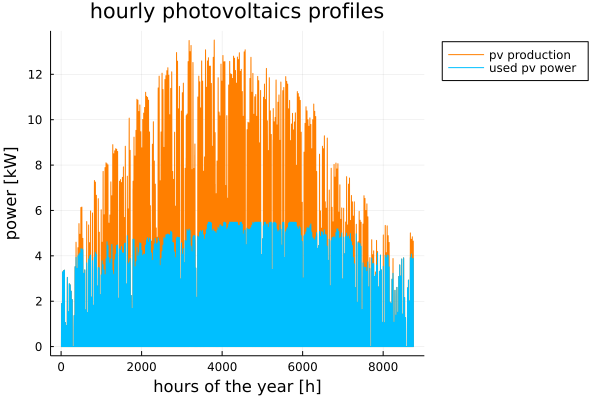 hourly photovoltaics profiles
pv production
used pv power
power [kW]
12
10
8
6
4
2
0
0 2000 4000 6000 8000
hours of the year [h]